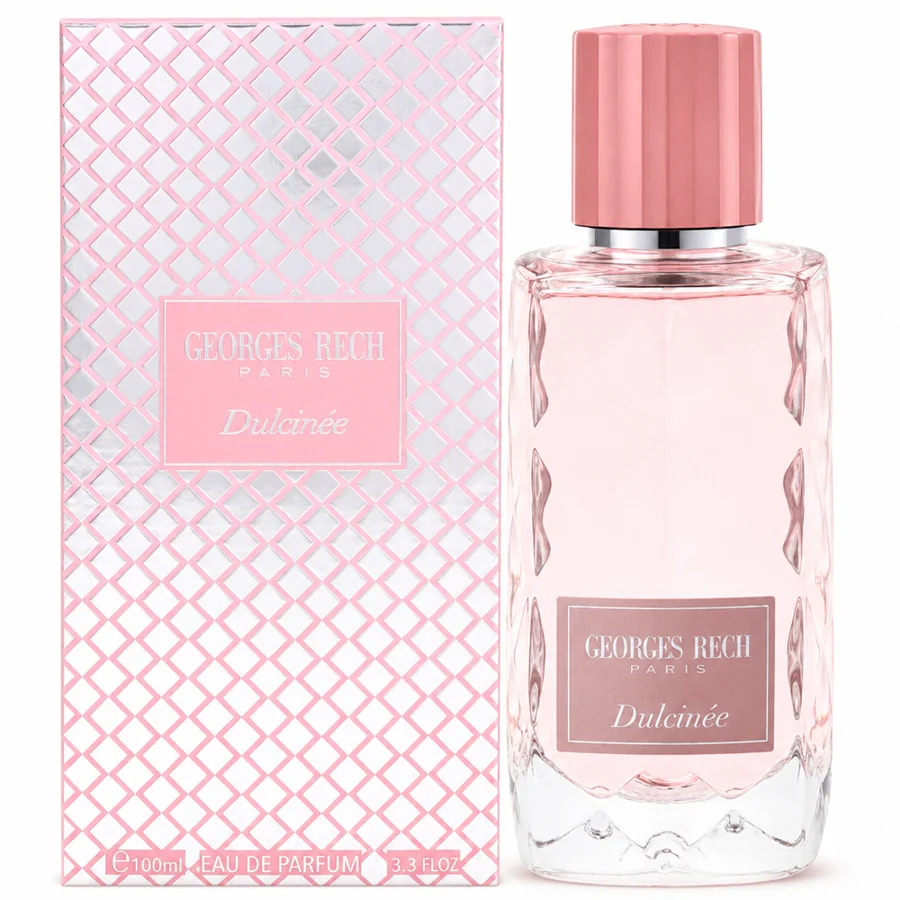 GEORGES RECH
PARIS
Dulcinée
℮100ml EAU DE PARFUM 3.3 FLOZ
GEORGES RECH
PARIS
Dulcinée